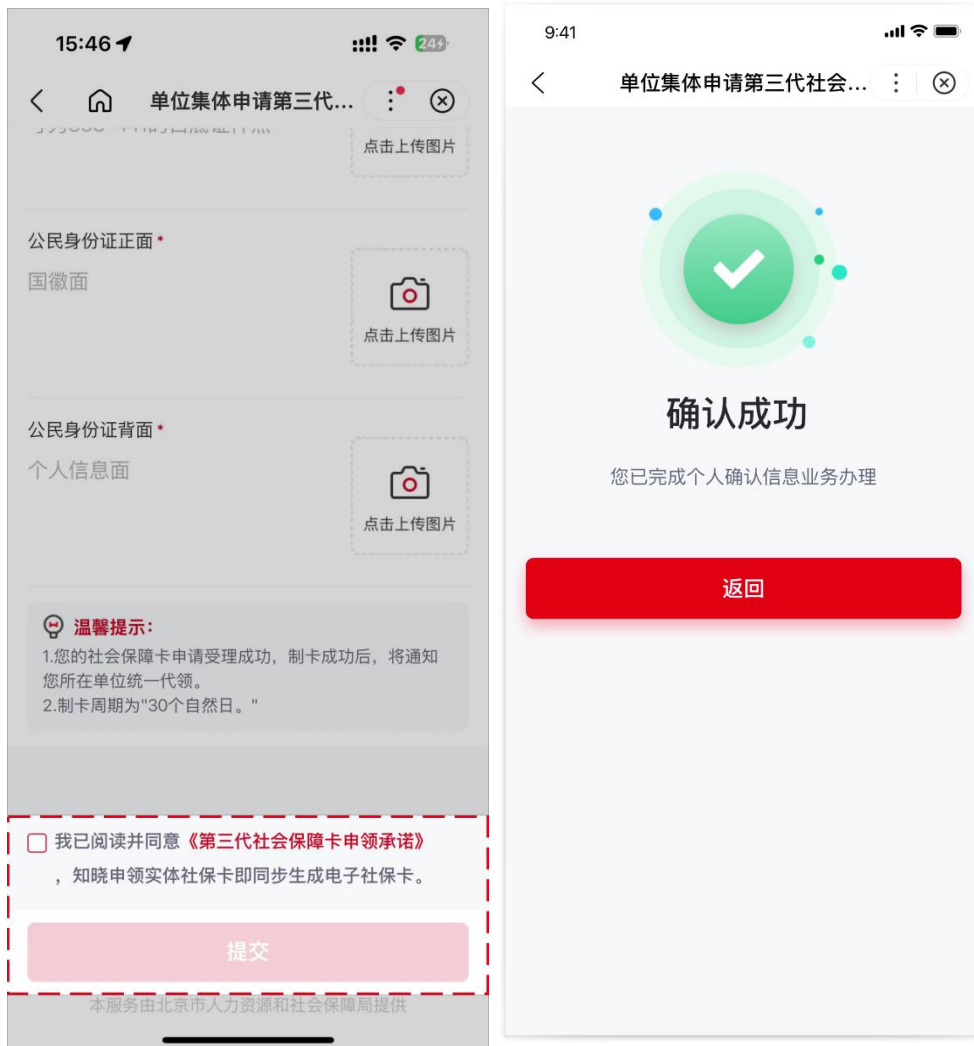 15:46
24
单位集体申请第三代...
点击上传图片
公民身份证正面*
国徽面
点击上传图片
公民身份证背面*
个人信息面
点击上传图片
温馨提示:
1.您的社会保障卡申请受理成功，制卡成功后，将通知
您所在单位统一代领。
2.制卡周期为"30个自然日。"
我已阅读并同意《第三代社会保障卡申领承诺》
，知晓申领实体社保卡即同步生成电子社保卡。
提交
本服务由北京市人力资源和社会保障局提供
9:41
单位集体申请第三代社会...
确认成功
您已完成个人确认信息业务办理
返回